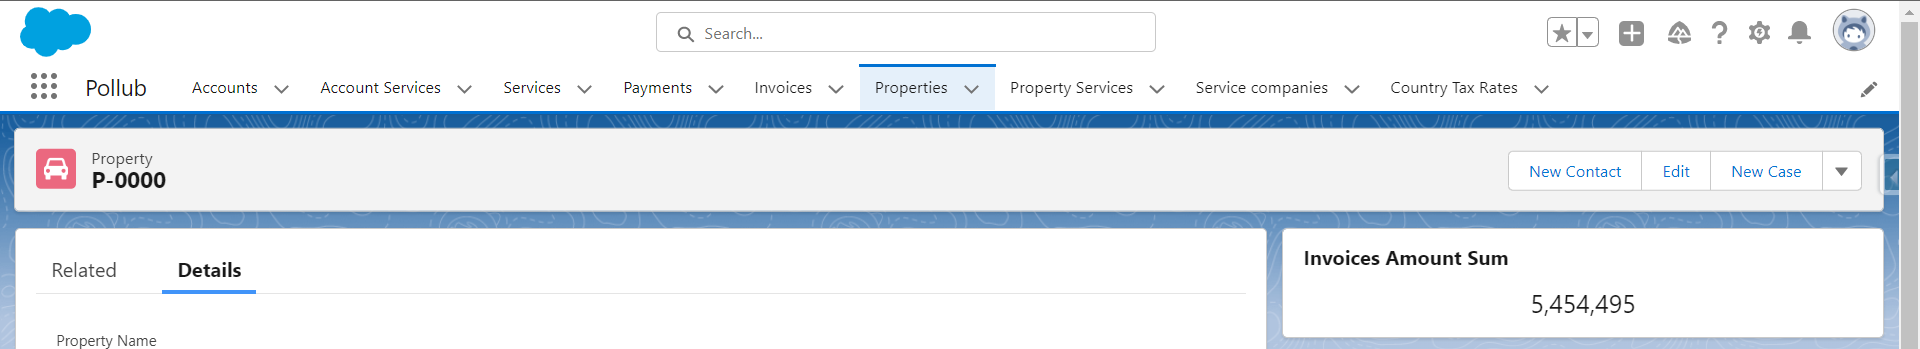 Search...
Pollub Accounts Account Services Services Payments Invoices Properties Property Services Service companies Country Tax Rates
Property
P-0000
New Contact Edit New Case
Related Details
Invoices Amount Sum
5,454,495
Property Name